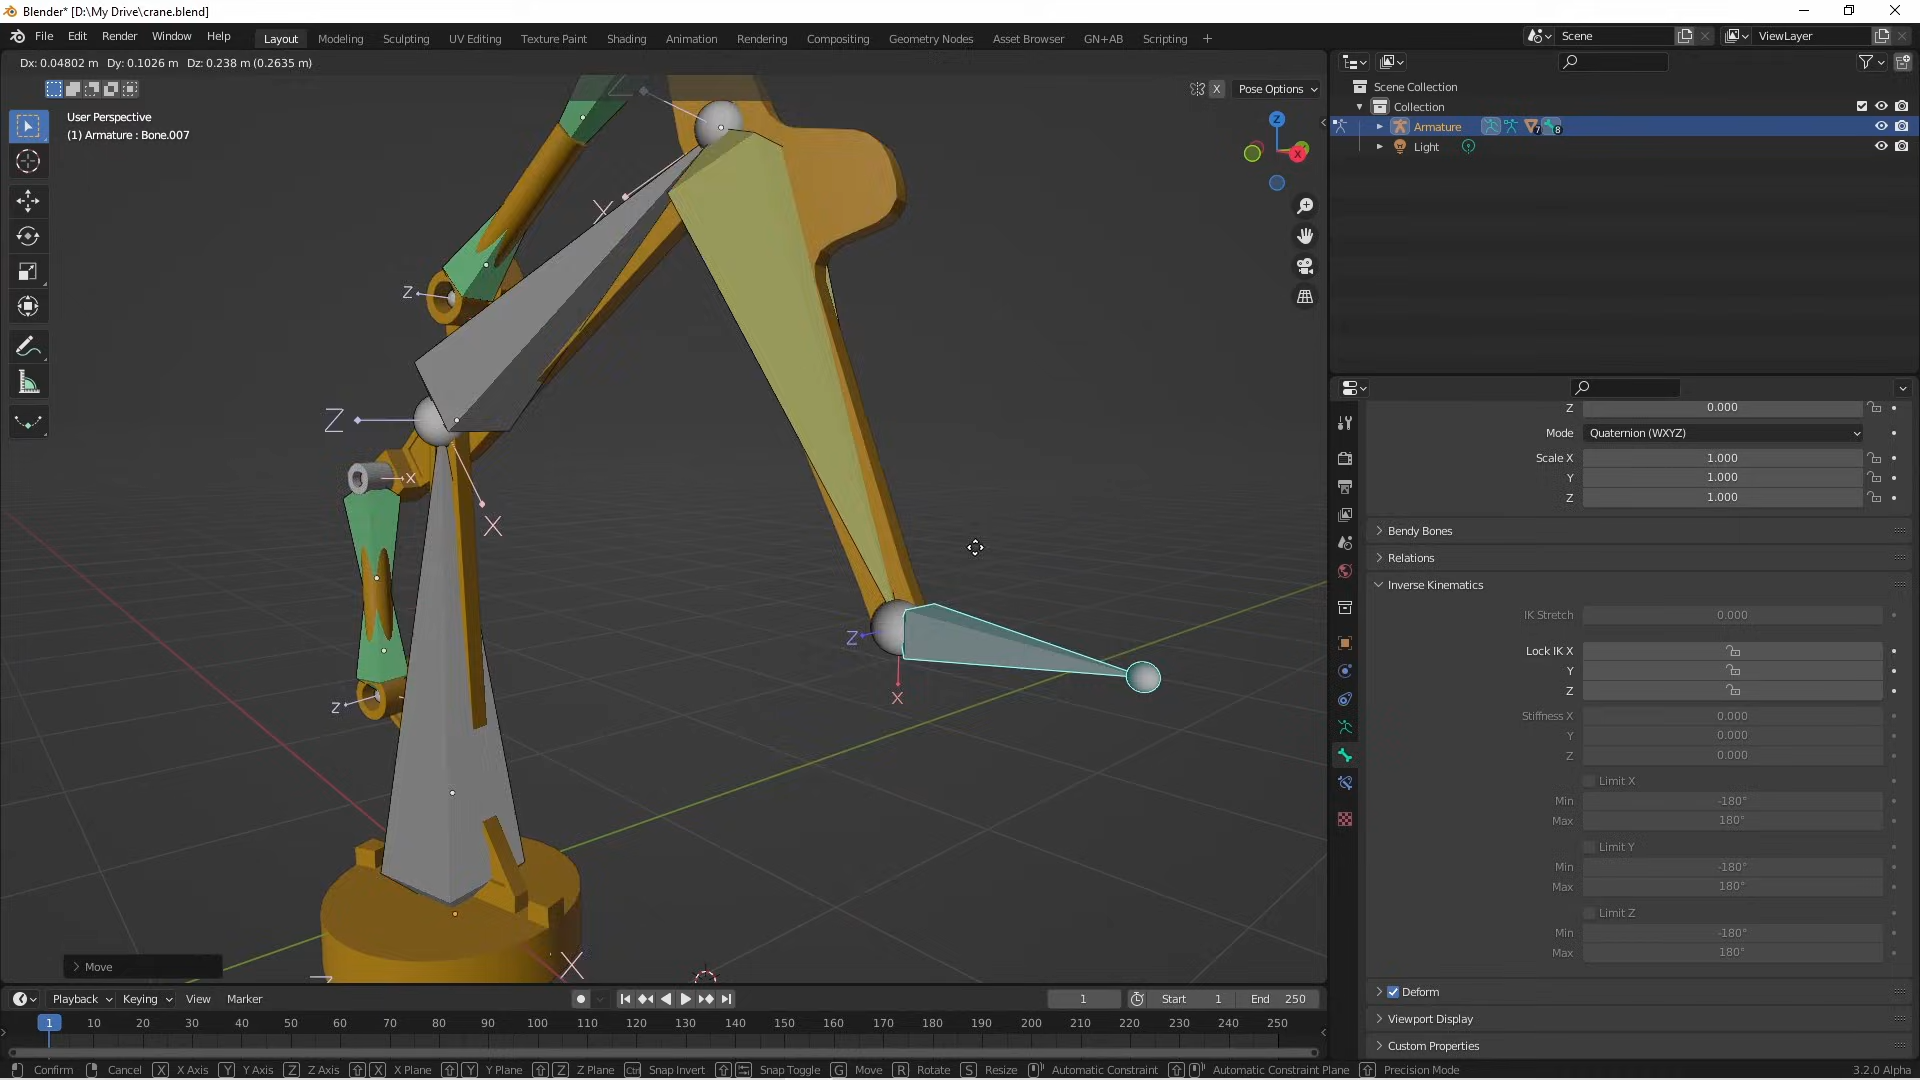 Blender* [D:\My Drive\crane.blend]
File Edit Render Window Help Layout Modeling Sculpting UV Editing Texture Paint Shading Animation Rendering Compositing Geometry Nodes Asset Browser GN+AB Scripting + Scene ViewLayer
Dx: 0.04802 m Dy: 0.1026 m Dz: 0.238 m (0.2635 m)
X Pose Options
User Perspective
(1) Armature : Bone.007
Scene Collection
Collection
Armature 7 8
Light
Z
X
Z
X
Z
Z
X
X
Z
X
Z
X
X
Z 0.000
Mode Quaternion (WXYZ)
Scale X 1.000
Y 1.000
Z 1.000
Bendy Bones
Relations
Inverse Kinematics
IK Stretch 0.000
Lock IK X
Y
Z
Stiffness X 0.000
Y 0.000
Z 0.000
Limit X
Min -180°
Max 180°
Limit Y
Min -180°
Max 180°
Limit Z
Min -180°
Max 180°
Deform
Viewport Display
Custom Properties
Move
Playback Keying View Marker 1 Start 1 End 250
1 10 20 30 40 50 60 70 80 90 100 110 120 130 140 150 160 170 180 190 200 210 220 230 240 250
Confirm Cancel X X Axis Y Y Axis Z Z Axis X X Plane Y Y Plane Z Z Plane Ctrl Snap Invert Snap Toggle G Move R Rotate S Resize Automatic Constraint Automatic Constraint Plane Precision Mode 3.2.0 Alpha